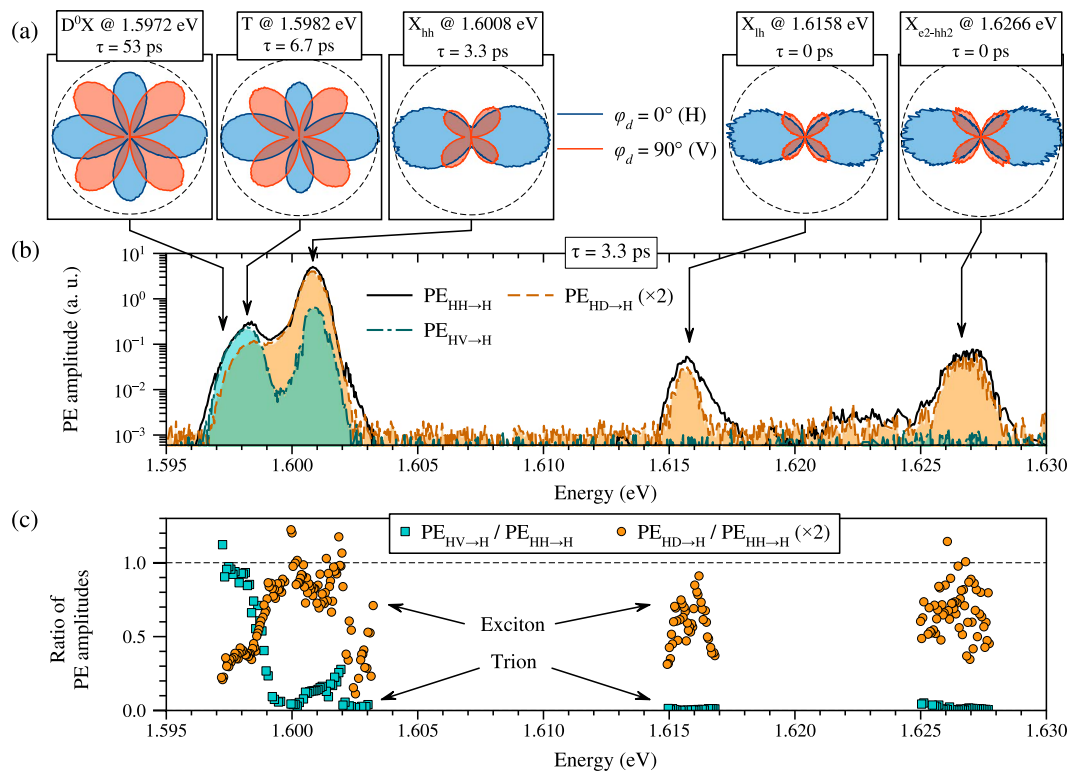 (a)
D⁰X @ 1.5972 eV
τ = 53 ps
T @ 1.5982 eV
τ = 6.7 ps
X_hh @ 1.6008 eV
τ = 3.3 ps
X_lh @ 1.6158 eV
τ = 0 ps
X_e2-hh2 @ 1.6266 eV
τ = 0 ps
φ_d = 0° (H)
φ_d = 90° (V)
(b)
τ = 3.3 ps
PE_HH→H
PE_HD→H (×2)
PE_HV→H
PE amplitude (a. u.)
10¹
10⁰
10⁻¹
10⁻²
10⁻³
1.595 1.600 1.605 1.610 1.615 1.620 1.625 1.630
Energy (eV)
(c)
PE_HV→H / PE_HH→H
PE_HD→H / PE_HH→H (×2)
Exciton
Trion
Ratio of
PE amplitudes
1.0
0.5
0.0
1.595 1.600 1.605 1.610 1.615 1.620 1.625 1.630
Energy (eV)